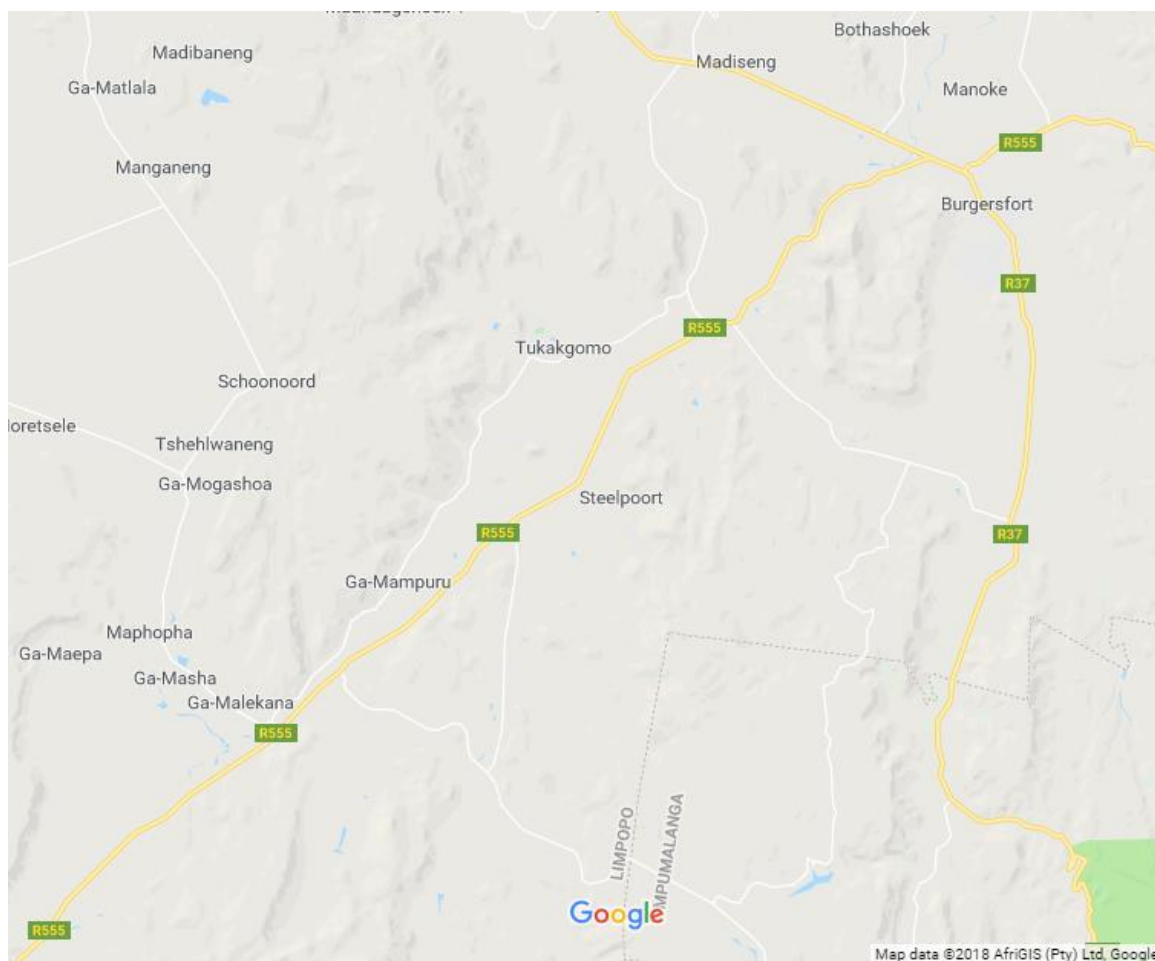 Bothashoek
Madibaneng
Madiseng
Ga-Matlala
Manoke
R555
Manganeng
Burgersfort
R37
R555
Tukakgomo
Schoonoord
Tshehlwaneng
Ga-Mogashoa
Steelpoort
R555
R37
Ga-Mampuru
Maphopha
Ga-Maepa
Ga-Masha
Ga-Malekana
R555
LIMPOPO
MPUMALANGA
Google
R555
Map data ©2018 AfriGIS (Pty) Ltd, Google